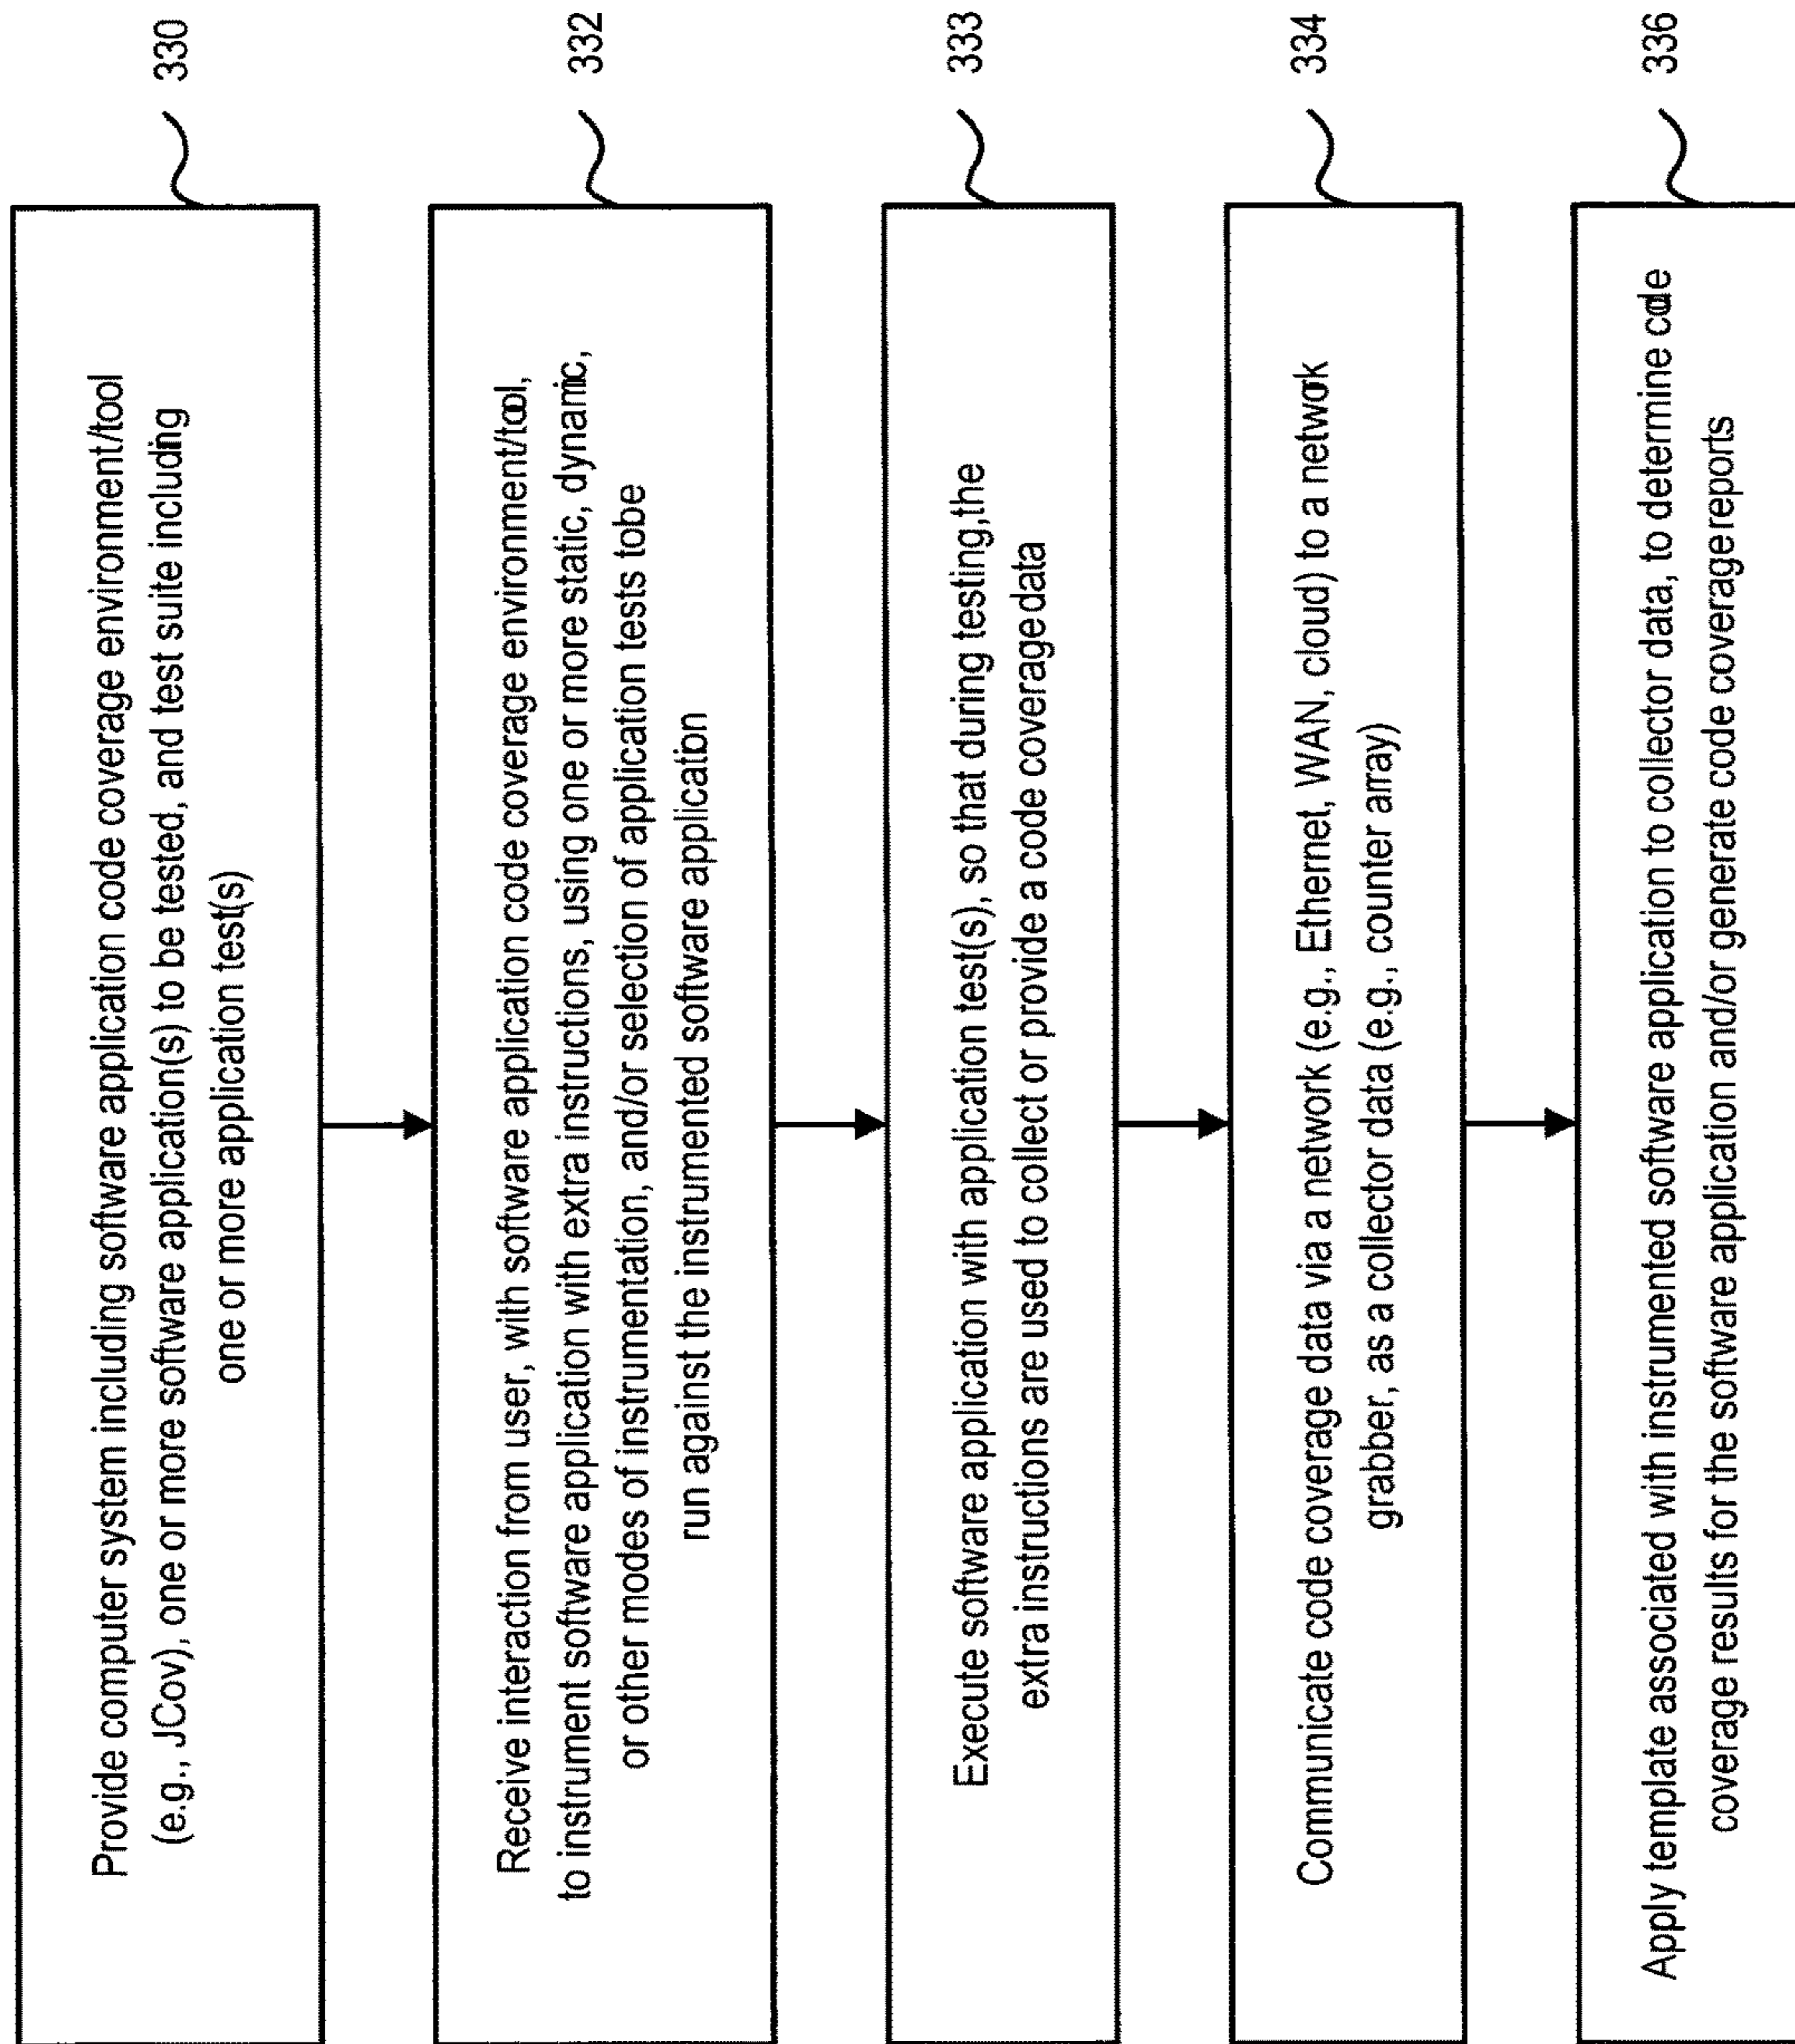 Provide computer system including software application code coverage environment/tool
(e.g., JCov), one or more software application(s) to be tested, and test suite including
one or more application test(s)
330
Receive interaction from user, with software application code coverage environment/tool,
to instrument software application with extra instructions, using one or more static, dynamic,
or other modes of instrumentation, and/or selection of application tests tobe
run against the instrumented software application
332
Execute software application with application test(s), so that during testing,the
extra instructions are used to collect or provide a code coverage data
333
Communicate code coverage data via a network (e.g., Ethernet, WAN, cloud) to a network
grabber, as a collector data (e.g., counter array)
334
Apply template associated with instrumented software application to collector data, to determine code
coverage results for the software application and/or generate code coverage reports
336